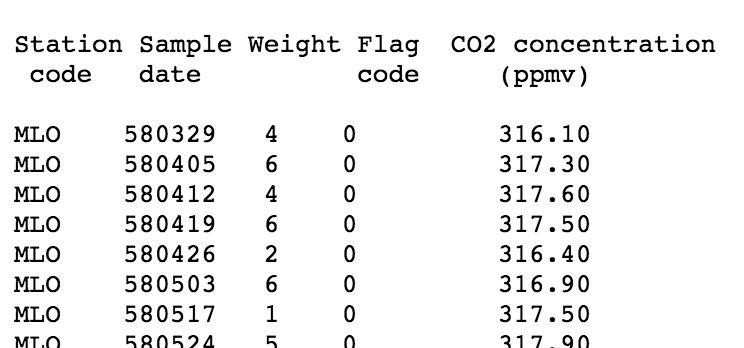 Station Sample Weight Flag CO2 concentration
code date code (ppmv)
MLO 580329 4 0 316.10
MLO 580405 6 0 317.30
MLO 580412 4 0 317.60
MLO 580419 6 0 317.50
MLO 580426 2 0 316.40
MLO 580503 6 0 316.90
MLO 580517 1 0 317.50
MLO 580524 5 0 317.90